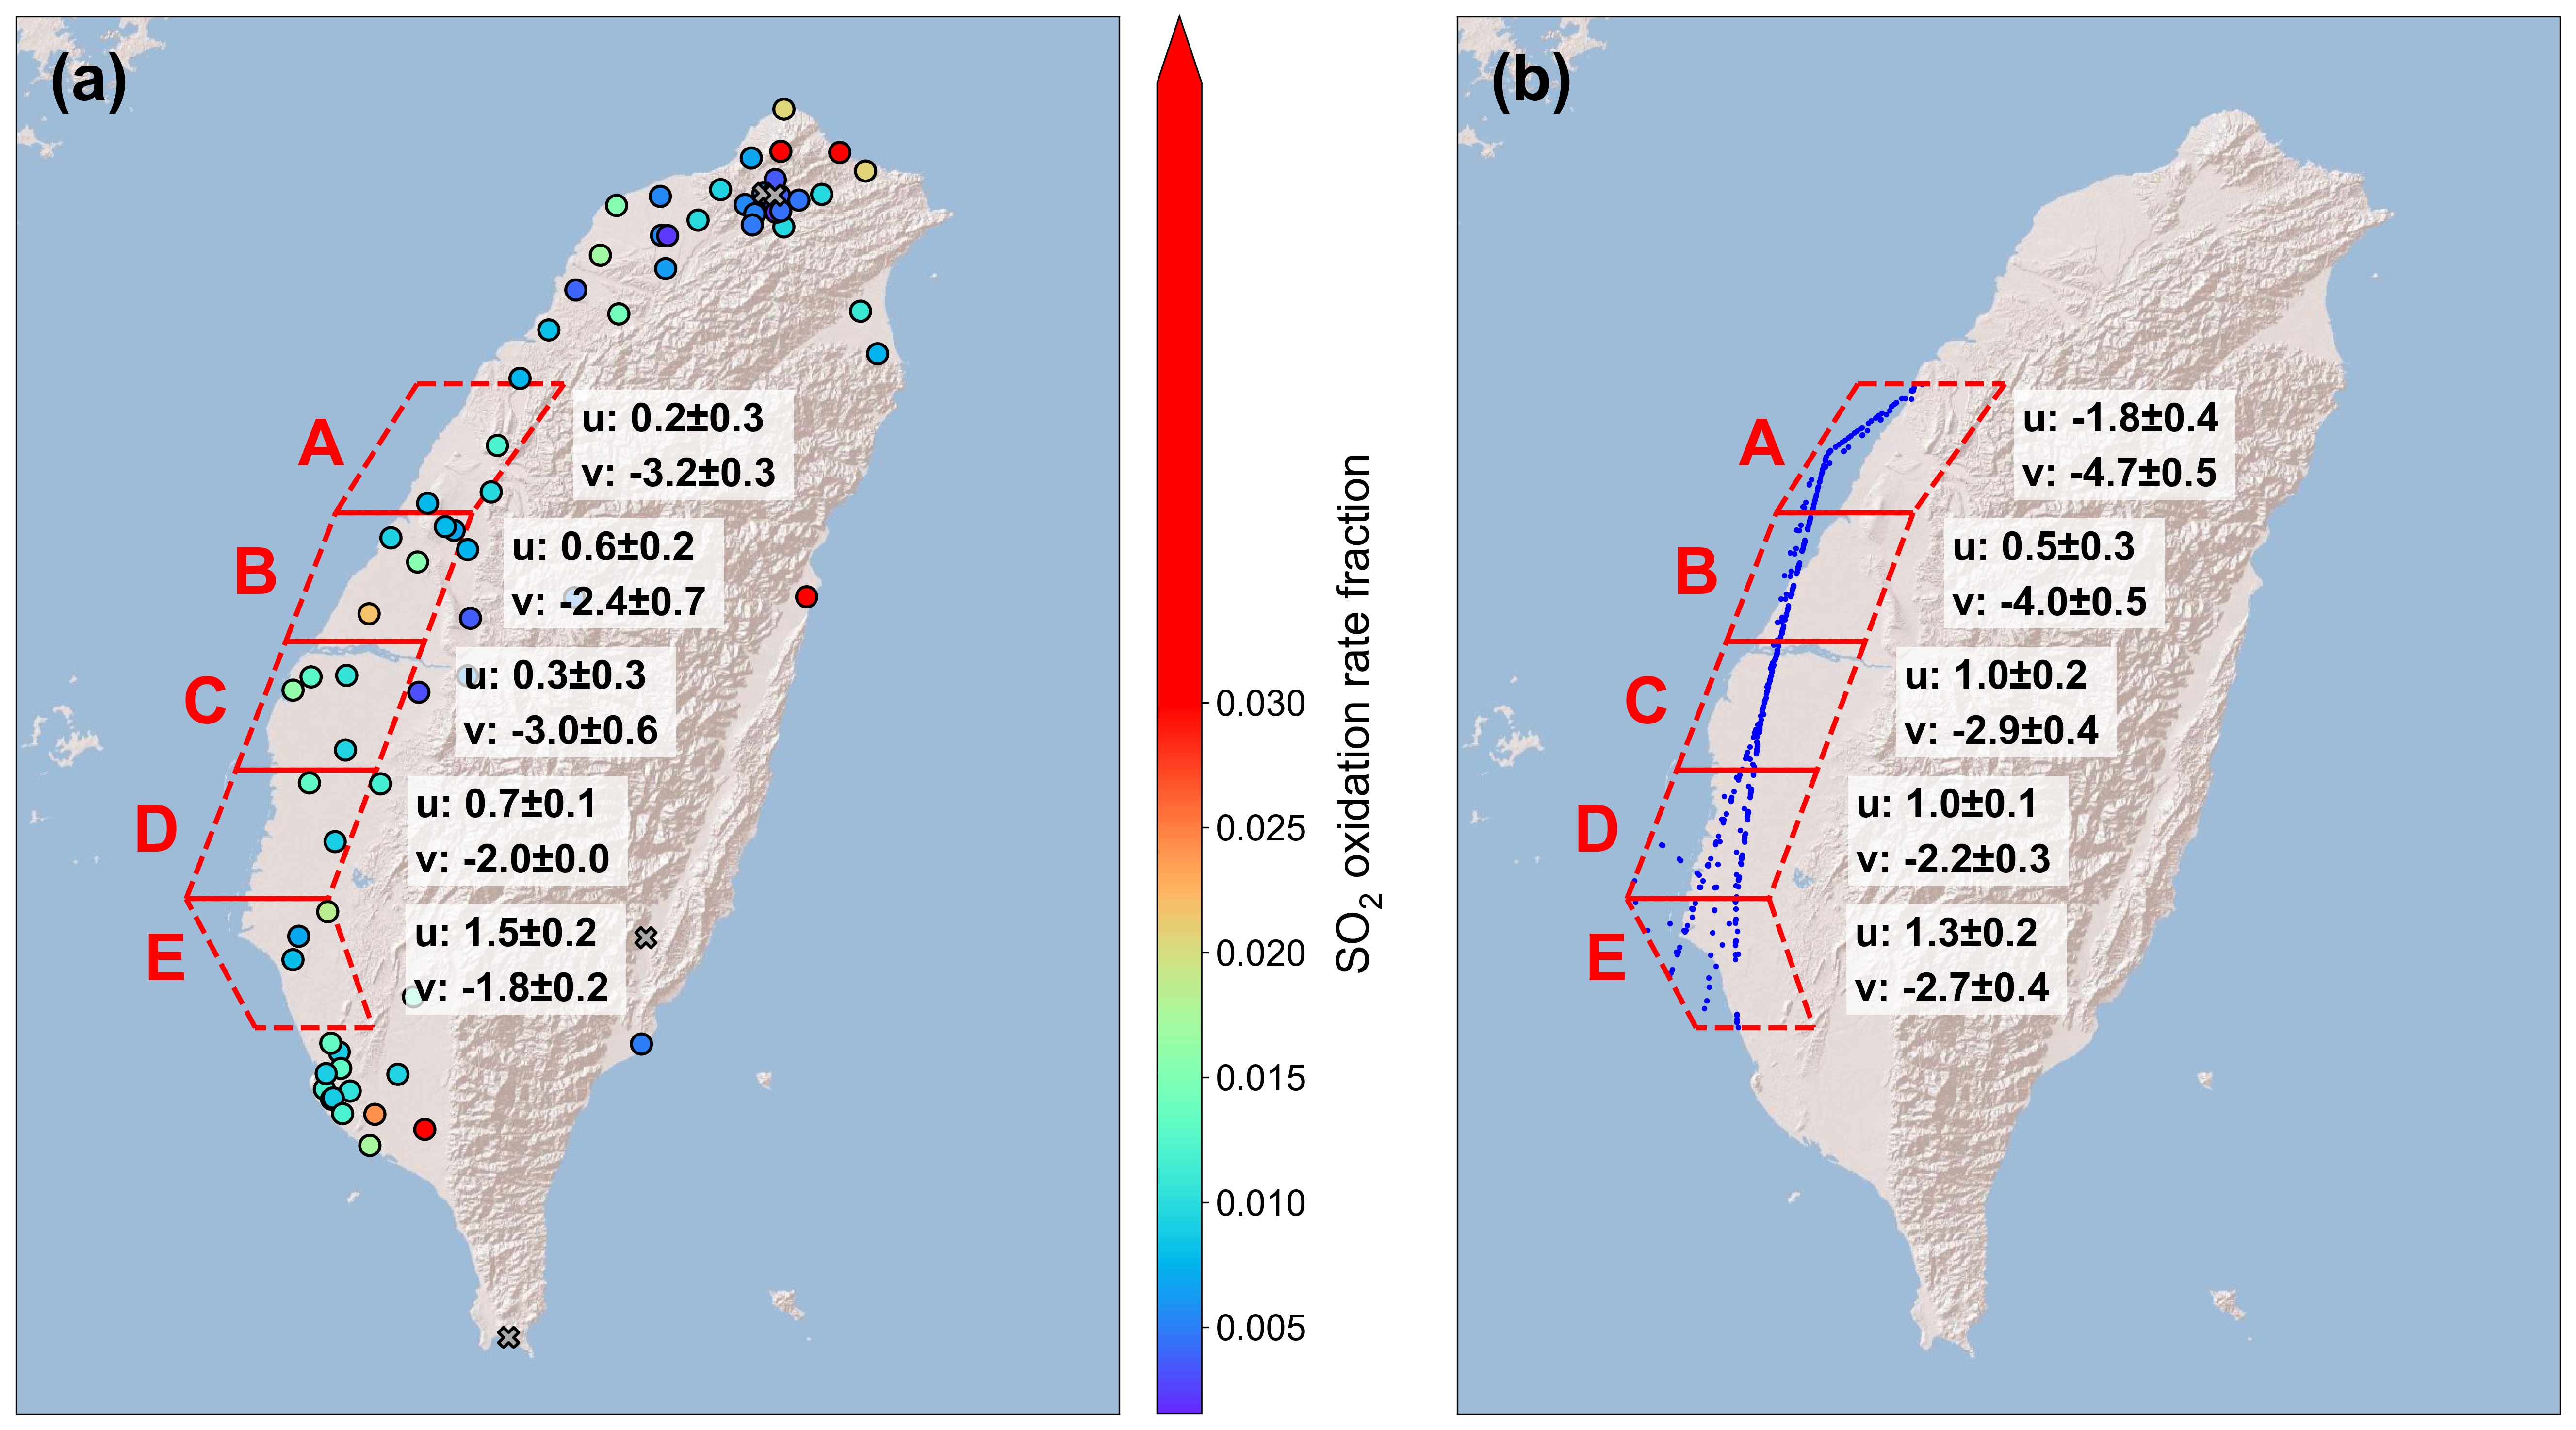 (a)
A
u: 0.2±0.3
v: -3.2±0.3
B
u: 0.6±0.2
v: -2.4±0.7
C
u: 0.3±0.3
v: -3.0±0.6
D
u: 0.7±0.1
v: -2.0±0.0
E
u: 1.5±0.2
v: -1.8±0.2
0.030
0.025
0.020
0.015
0.010
0.005
SO₂ oxidation rate fraction
(b)
A
u: -1.8±0.4
v: -4.7±0.5
B
u: 0.5±0.3
v: -4.0±0.5
C
u: 1.0±0.2
v: -2.9±0.4
D
u: 1.0±0.1
v: -2.2±0.3
E
u: 1.3±0.2
v: -2.7±0.4